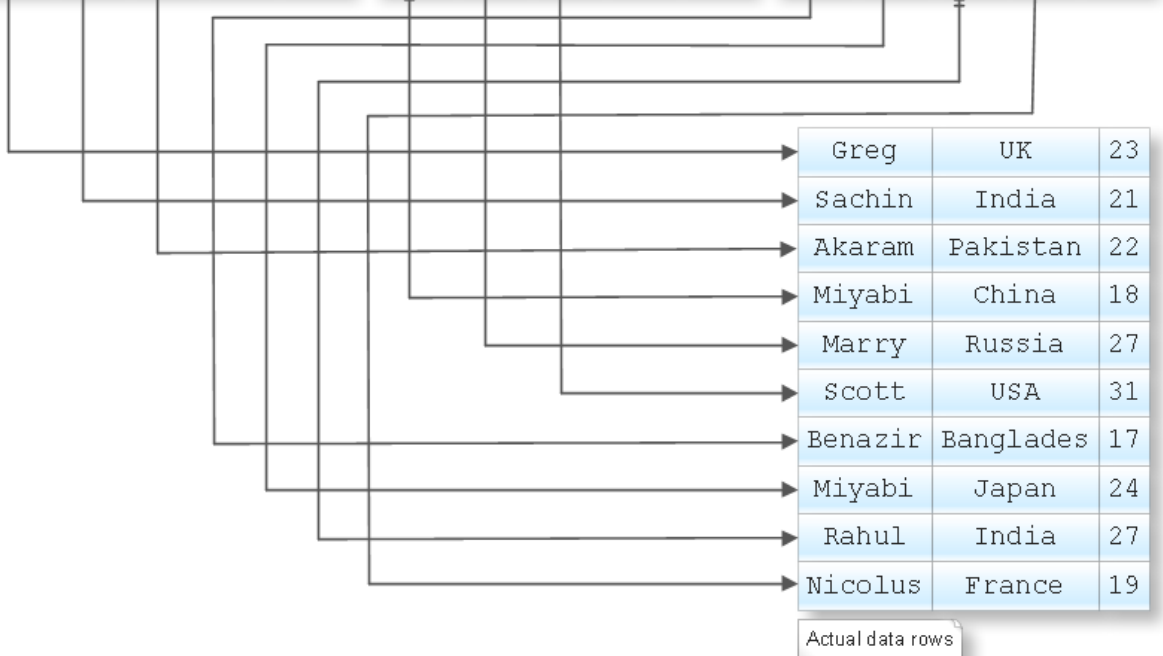 Greg UK 23
Sachin India 21
Akaram Pakistan 22
Miyabi China 18
Marry Russia 27
Scott USA 31
Benazir Banglades 17
Miyabi Japan 24
Rahul India 27
Nicolus France 19
Actual data rows